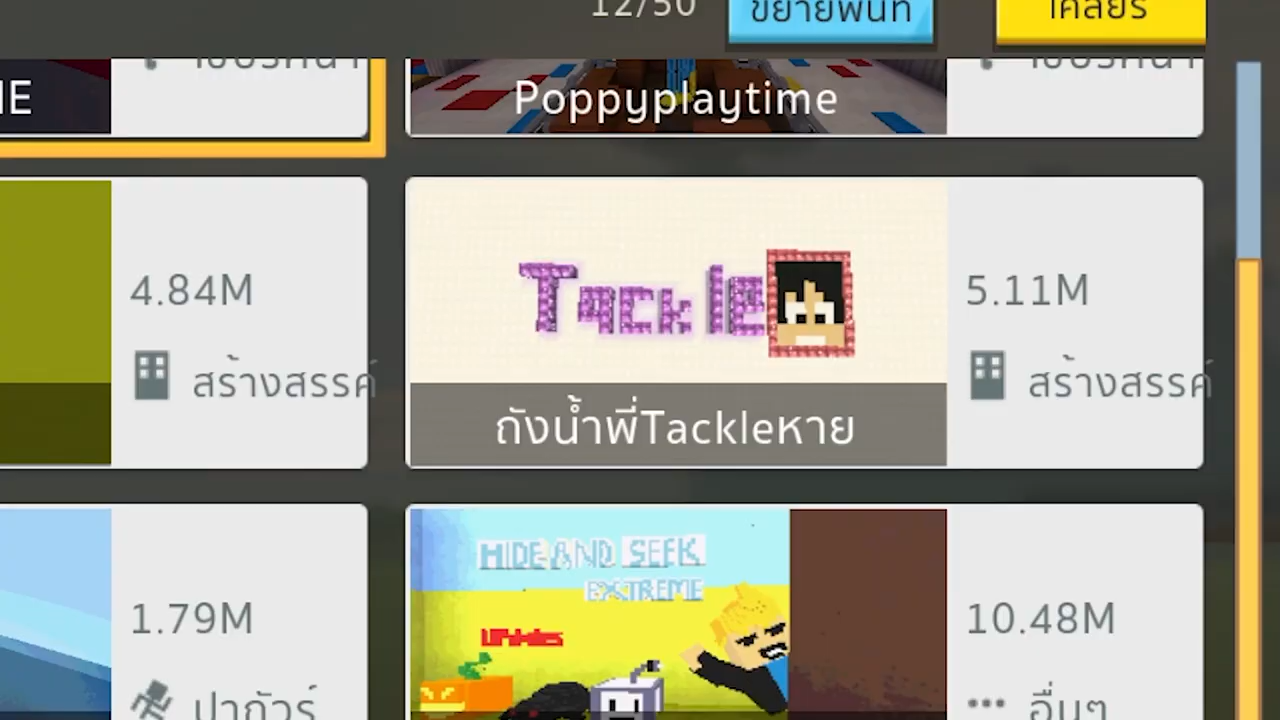 12/50
ขยายพื้นที่
เคลียร์
Poppyplaytime
4.84M
สร้างสรรค์
Tackle
5.11M
สร้างสรรค์
ถังน้ำพี่Tackleหาย
HIDE AND SEEK
EXTREME
Updates
1.79M
ปากัวร์
10.48M
อื่นๆ